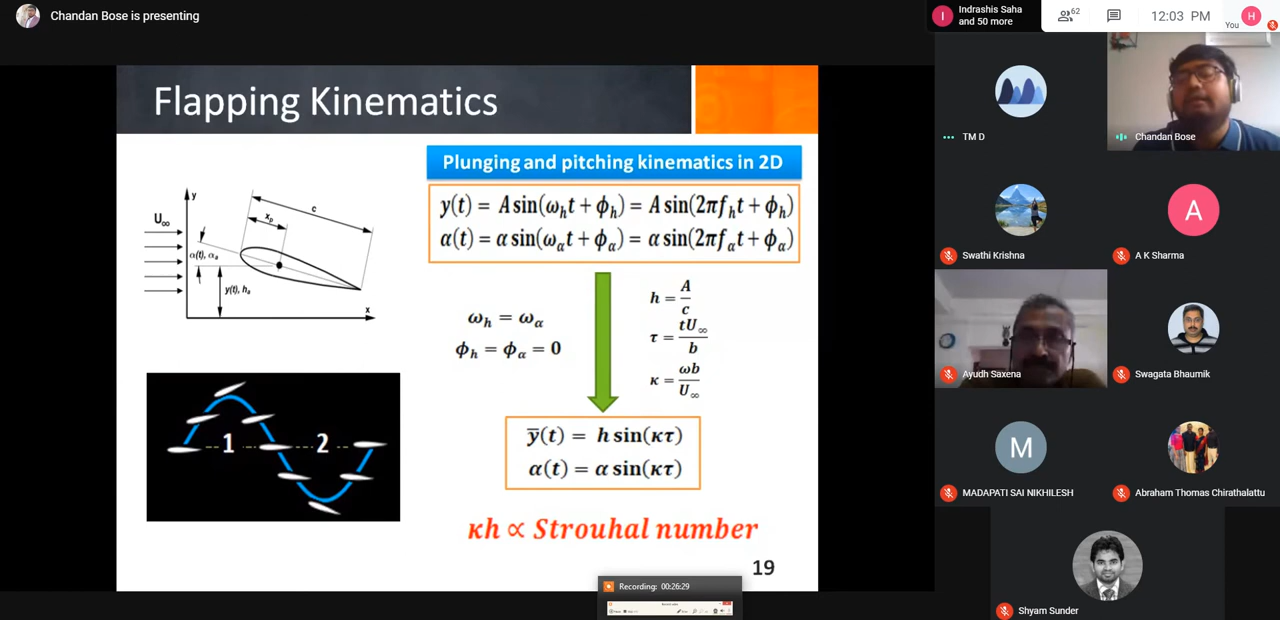 Chandan Bose is presenting
Indrashis Saha
and 50 more
I
62
12:03 PM
You
H
Flapping Kinematics
Plunging and pitching kinematics in 2D
y(t) = A sin(ω_h t + ϕ_h) = A sin(2πf_h t + ϕ_h)
α(t) = α sin(ω_α t + ϕ_α) = α sin(2πf_α t + ϕ_α)
y
c
x_p
U∞
α(t), α_a
y(t), h_a
x
ω_h = ω_α
ϕ_h = ϕ_α = 0
h = A/c
τ = tU∞/b
κ = ωb/U∞
1
2
ȳ(t) = h sin(κτ)
α(t) = α sin(κτ)
κh ∝ Strouhal number
19
Recording: 00:26:29
TM D
Chandan Bose
Swathi Krishna
A
A K Sharma
Ayudh Saxena
Swagata Bhaumik
M
MADAPATI SAI NIKHILESH
Abraham Thomas Chirathalattu
Shyam Sunder